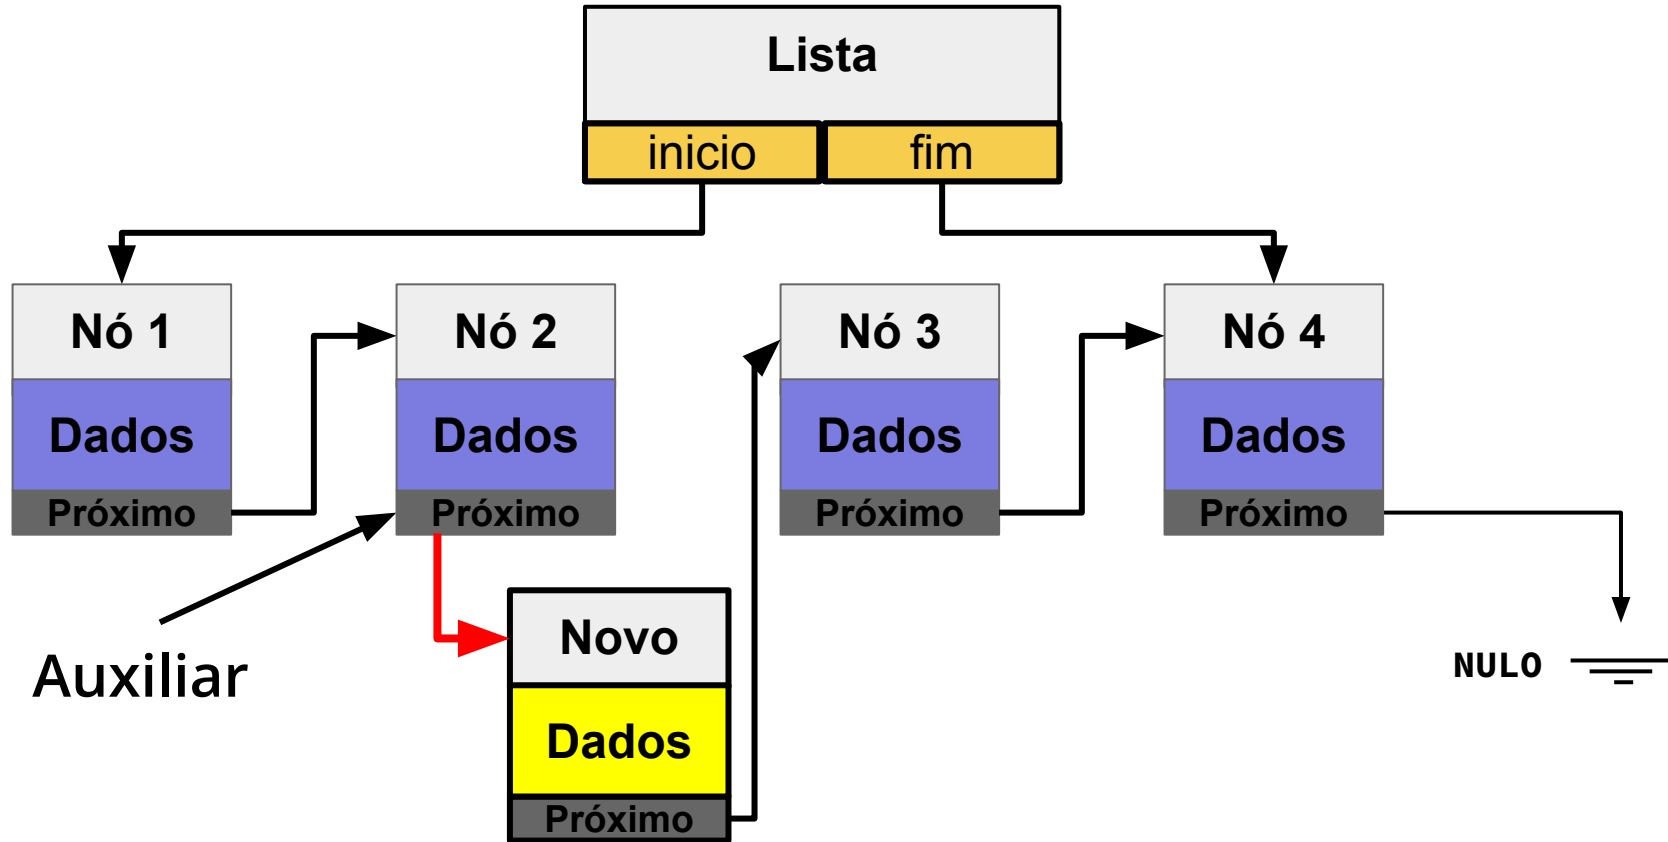 Lista
inicio fim
Nó 1 Nó 2 Nó 3 Nó 4
Dados Dados Dados Dados
Próximo Próximo Próximo Próximo
Auxiliar
Novo
Dados
Próximo
NULO